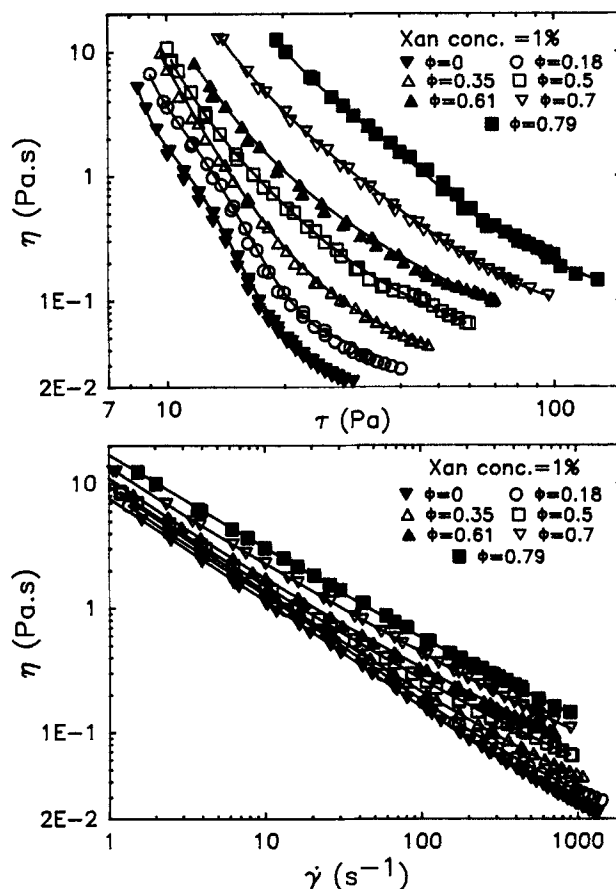 Xan conc.=1%
ϕ=0 ϕ=0.18
ϕ=0.35 ϕ=0.5
ϕ=0.61 ϕ=0.7
ϕ=0.79
10
1
1E-1
2E-2
η (Pa.s)
7 10 100
τ (Pa)
Xan conc.=1%
ϕ=0 ϕ=0.18
ϕ=0.35 ϕ=0.5
ϕ=0.61 ϕ=0.7
ϕ=0.79
10
1
1E-1
2E-2
η (Pa.s)
1 10 100 1000
γ̇ (s⁻¹)